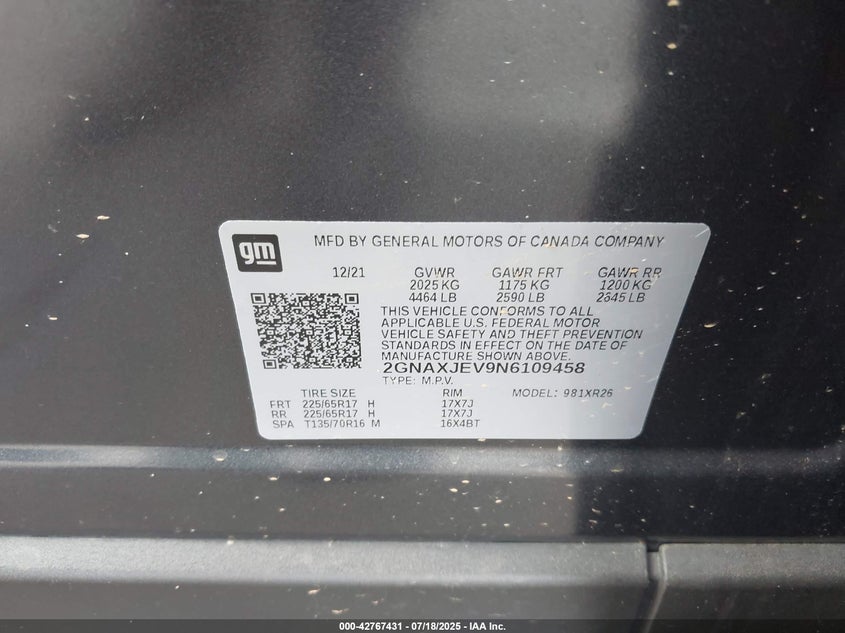 gm
MFD BY GENERAL MOTORS OF CANADA COMPANY
12/21 GVWR GAWR FRT GAWR RR
2025 KG 1175 KG 1200 KG
4464 LB 2590 LB 2645 LB
THIS VEHICLE CONFORMS TO ALL
APPLICABLE U.S. FEDERAL MOTOR
VEHICLE SAFETY AND THEFT PREVENTION
STANDARDS IN EFFECT ON THE DATE OF
MANUFACTURE SHOWN ABOVE.
2GNAXJEV9N6109458
TYPE: M.P.V.
TIRE SIZE RIM MODEL: 981XR26
FRT 225/65R17 H 17X7J
RR 225/65R17 H 17X7J
SPA T135/70R16 M 16X4BT
000-42767431 - 07/18/2025 - IAA Inc.